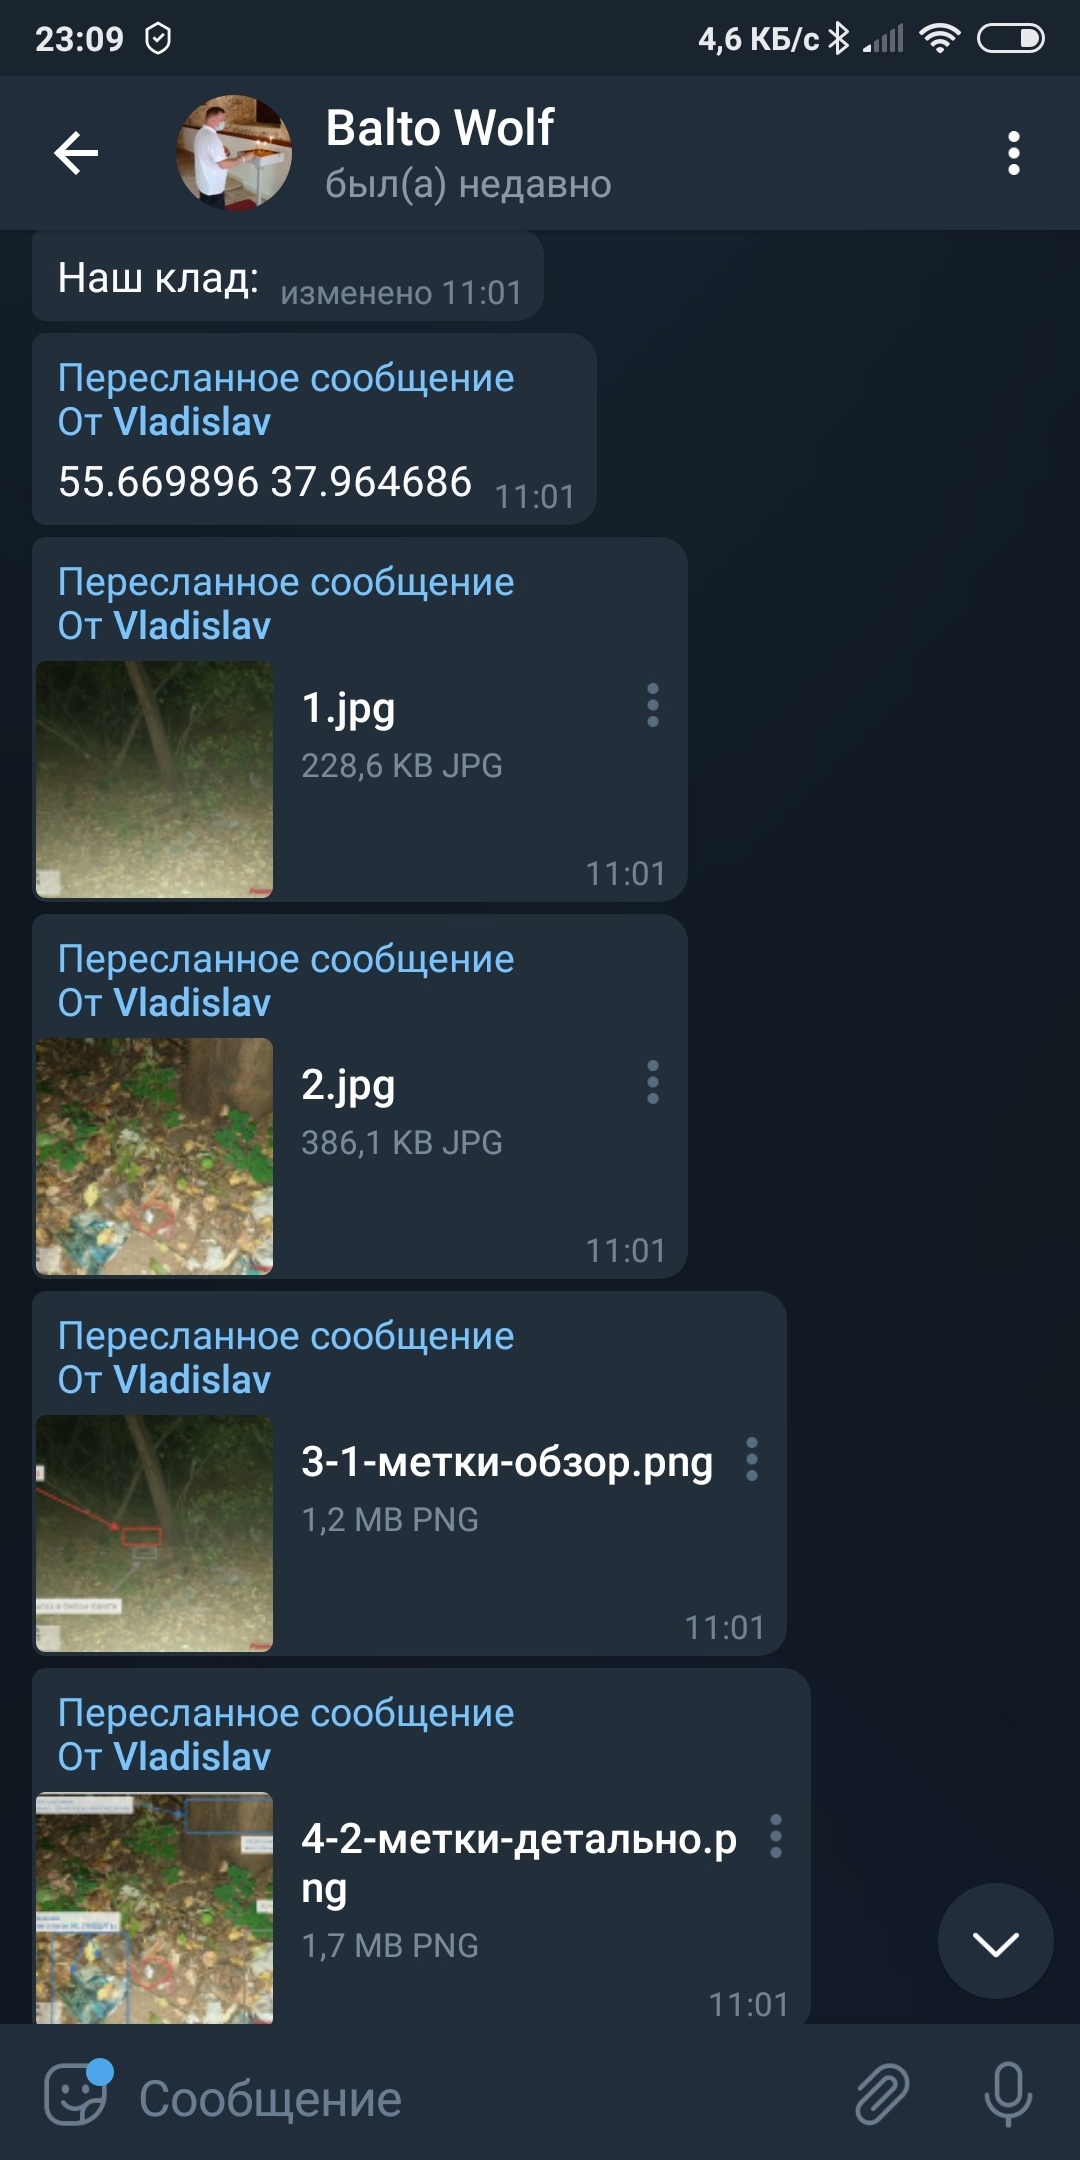 23:09
4,6 КБ/с
Balto Wolf
был(а) недавно
Наш клад:
изменено 11:01
Пересланное сообщение
От Vladislav
55.669896 37.964686
11:01
Пересланное сообщение
От Vladislav
1.jpg
228,6 KB JPG
11:01
Пересланное сообщение
От Vladislav
2.jpg
386,1 KB JPG
11:01
Пересланное сообщение
От Vladislav
3-1-метки-обзор.png
1,2 MB PNG
11:01
Пересланное сообщение
От Vladislav
4-2-метки-детально.p
ng
1,7 MB PNG
11:01
Сообщение